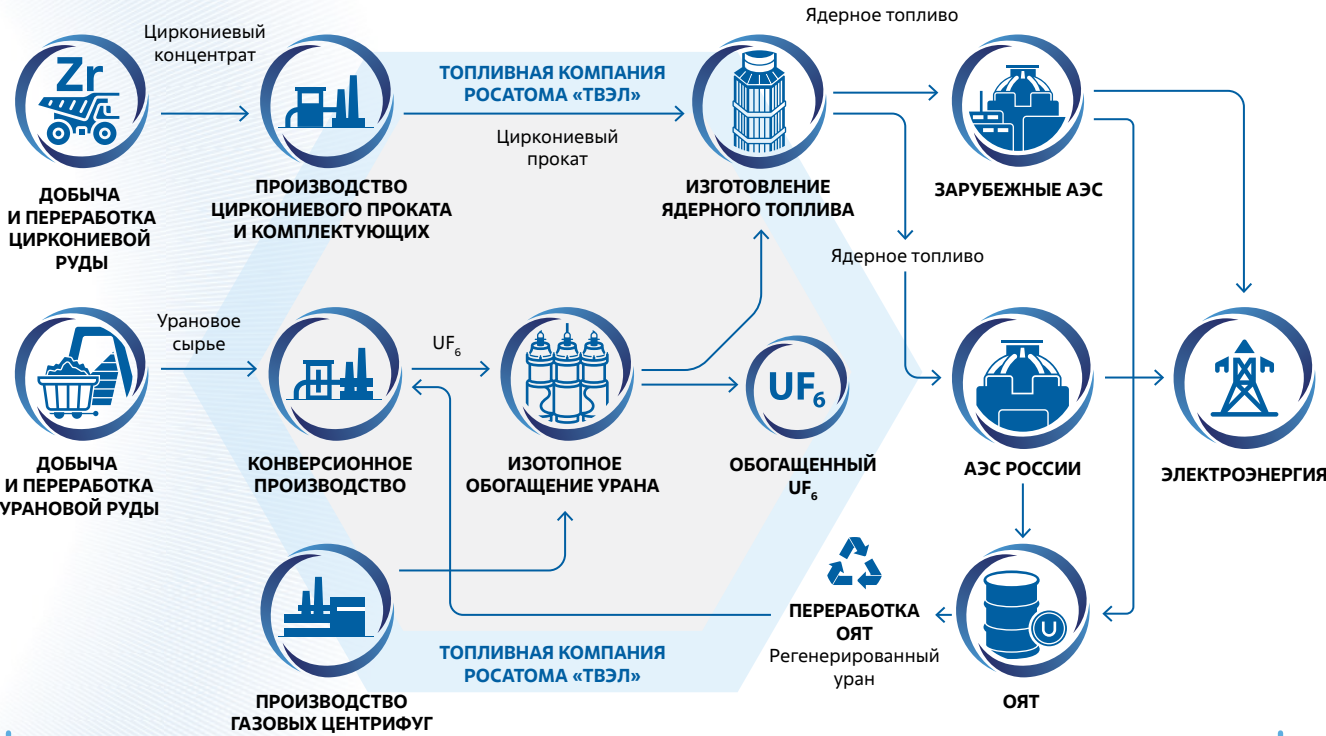 Ядерное топливо
Циркониевый
концентрат
Zr
ТОПЛИВНАЯ КОМПАНИЯ
РОСАТОМА «ТВЭЛ»
Циркониевый
прокат
ДОБЫЧА
И ПЕРЕРАБОТКА
ЦИРКОНИЕВОЙ
РУДЫ
ПРОИЗВОДСТВО
ЦИРКОНИЕВОГО ПРОКАТА
И КОМПЛЕКТУЮЩИХ
ИЗГОТОВЛЕНИЕ
ЯДЕРНОГО ТОПЛИВА
ЗАРУБЕЖНЫЕ АЭС
Ядерное топливо
Урановое
сырье
UF₆
UF₆
ДОБЫЧА
И ПЕРЕРАБОТКА
УРАНОВОЙ РУДЫ
КОНВЕРСИОННОЕ
ПРОИЗВОДСТВО
ИЗОТОПНОЕ
ОБОГАЩЕНИЕ УРАНА
ОБОГАЩЕННЫЙ
UF₆
АЭС РОССИИ
ЭЛЕКТРОЭНЕРГИЯ
ПЕРЕРАБОТКА
ОЯТ
Регенерированный
уран
U
ТОПЛИВНАЯ КОМПАНИЯ
РОСАТОМА «ТВЭЛ»
ПРОИЗВОДСТВО
ГАЗОВЫХ ЦЕНТРИФУГ
ОЯТ